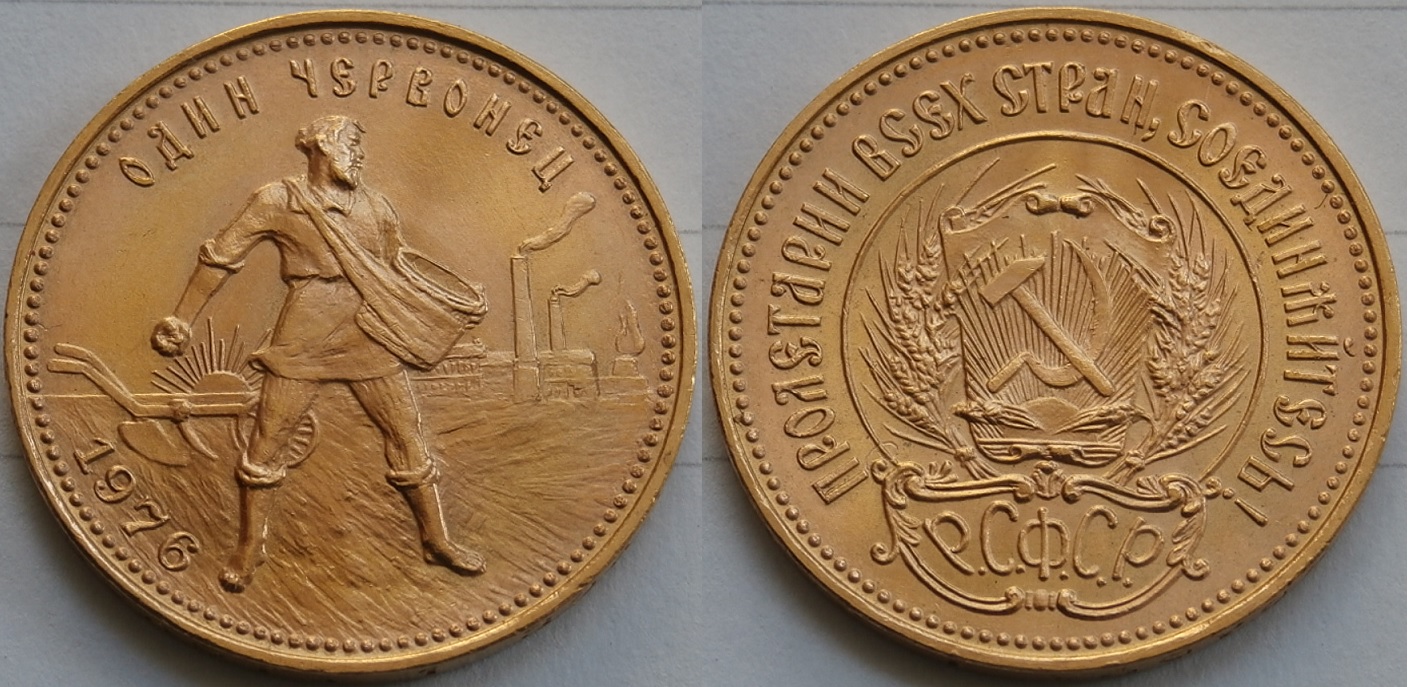 ОДИН ЧЕРВОНЕЦ
1976
ПРОЛЕТАРИИ ВСЕХ СТРАН, СОЕДИНЯЙТЕСЬ!
Р.С.Ф.С.Р.